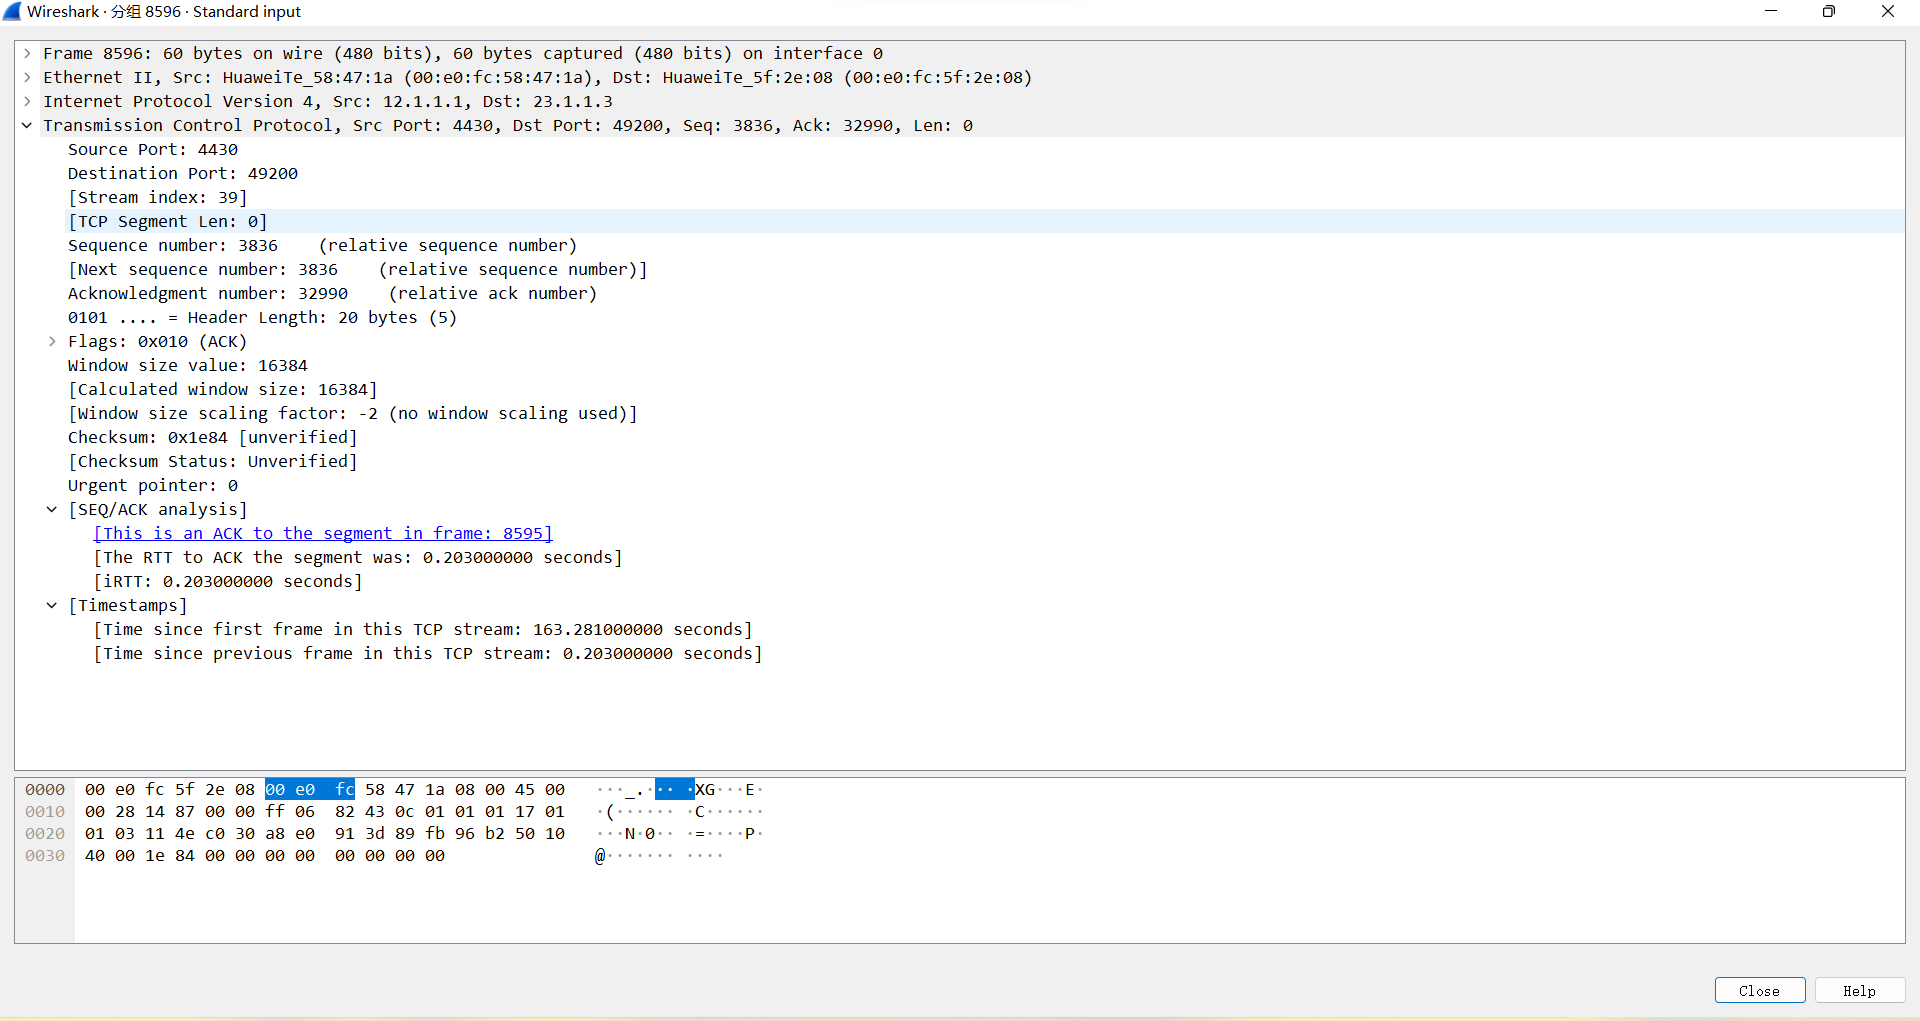 Wireshark · 分组 8596 · Standard input
Frame 8596: 60 bytes on wire (480 bits), 60 bytes captured (480 bits) on interface 0
Ethernet II, Src: HuaweiTe_58:47:1a (00:e0:fc:58:47:1a), Dst: HuaweiTe_5f:2e:08 (00:e0:fc:5f:2e:08)
Internet Protocol Version 4, Src: 12.1.1.1, Dst: 23.1.1.3
Transmission Control Protocol, Src Port: 4430, Dst Port: 49200, Seq: 3836, Ack: 32990, Len: 0
Source Port: 4430
Destination Port: 49200
[Stream index: 39]
[TCP Segment Len: 0]
Sequence number: 3836    (relative sequence number)
[Next sequence number: 3836    (relative sequence number)]
Acknowledgment number: 32990    (relative ack number)
0101 .... = Header Length: 20 bytes (5)
Flags: 0x010 (ACK)
Window size value: 16384
[Calculated window size: 16384]
[Window size scaling factor: -2 (no window scaling used)]
Checksum: 0x1e84 [unverified]
[Checksum Status: Unverified]
Urgent pointer: 0
[SEQ/ACK analysis]
[This is an ACK to the segment in frame: 8595]
[The RTT to ACK the segment was: 0.203000000 seconds]
[iRTT: 0.203000000 seconds]
[Timestamps]
[Time since first frame in this TCP stream: 163.281000000 seconds]
[Time since previous frame in this TCP stream: 0.203000000 seconds]
0000  00 e0 fc 5f 2e 08 00 e0  fc 58 47 1a 08 00 45 00   ···_.··· ·XG···E·
0010  00 28 14 87 00 00 ff 06  82 43 0c 01 01 01 17 01   ·(······ ·C······
0020  01 03 11 4e c0 30 a8 e0  91 3d 89 fb 96 b2 50 10   ···N·0·· ·=····P·
0030  40 00 1e 84 00 00 00 00  00 00 00 00   @······· ····
Close
Help